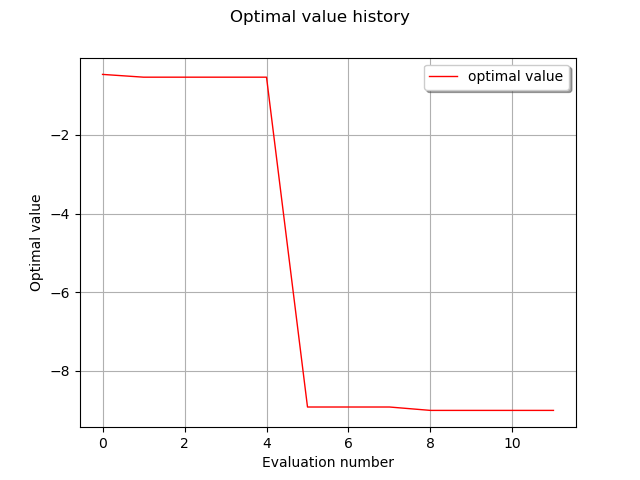 Optimal value history
optimal value
Optimal value
−2
−4
−6
−8
0 2 4 6 8 10
Evaluation number